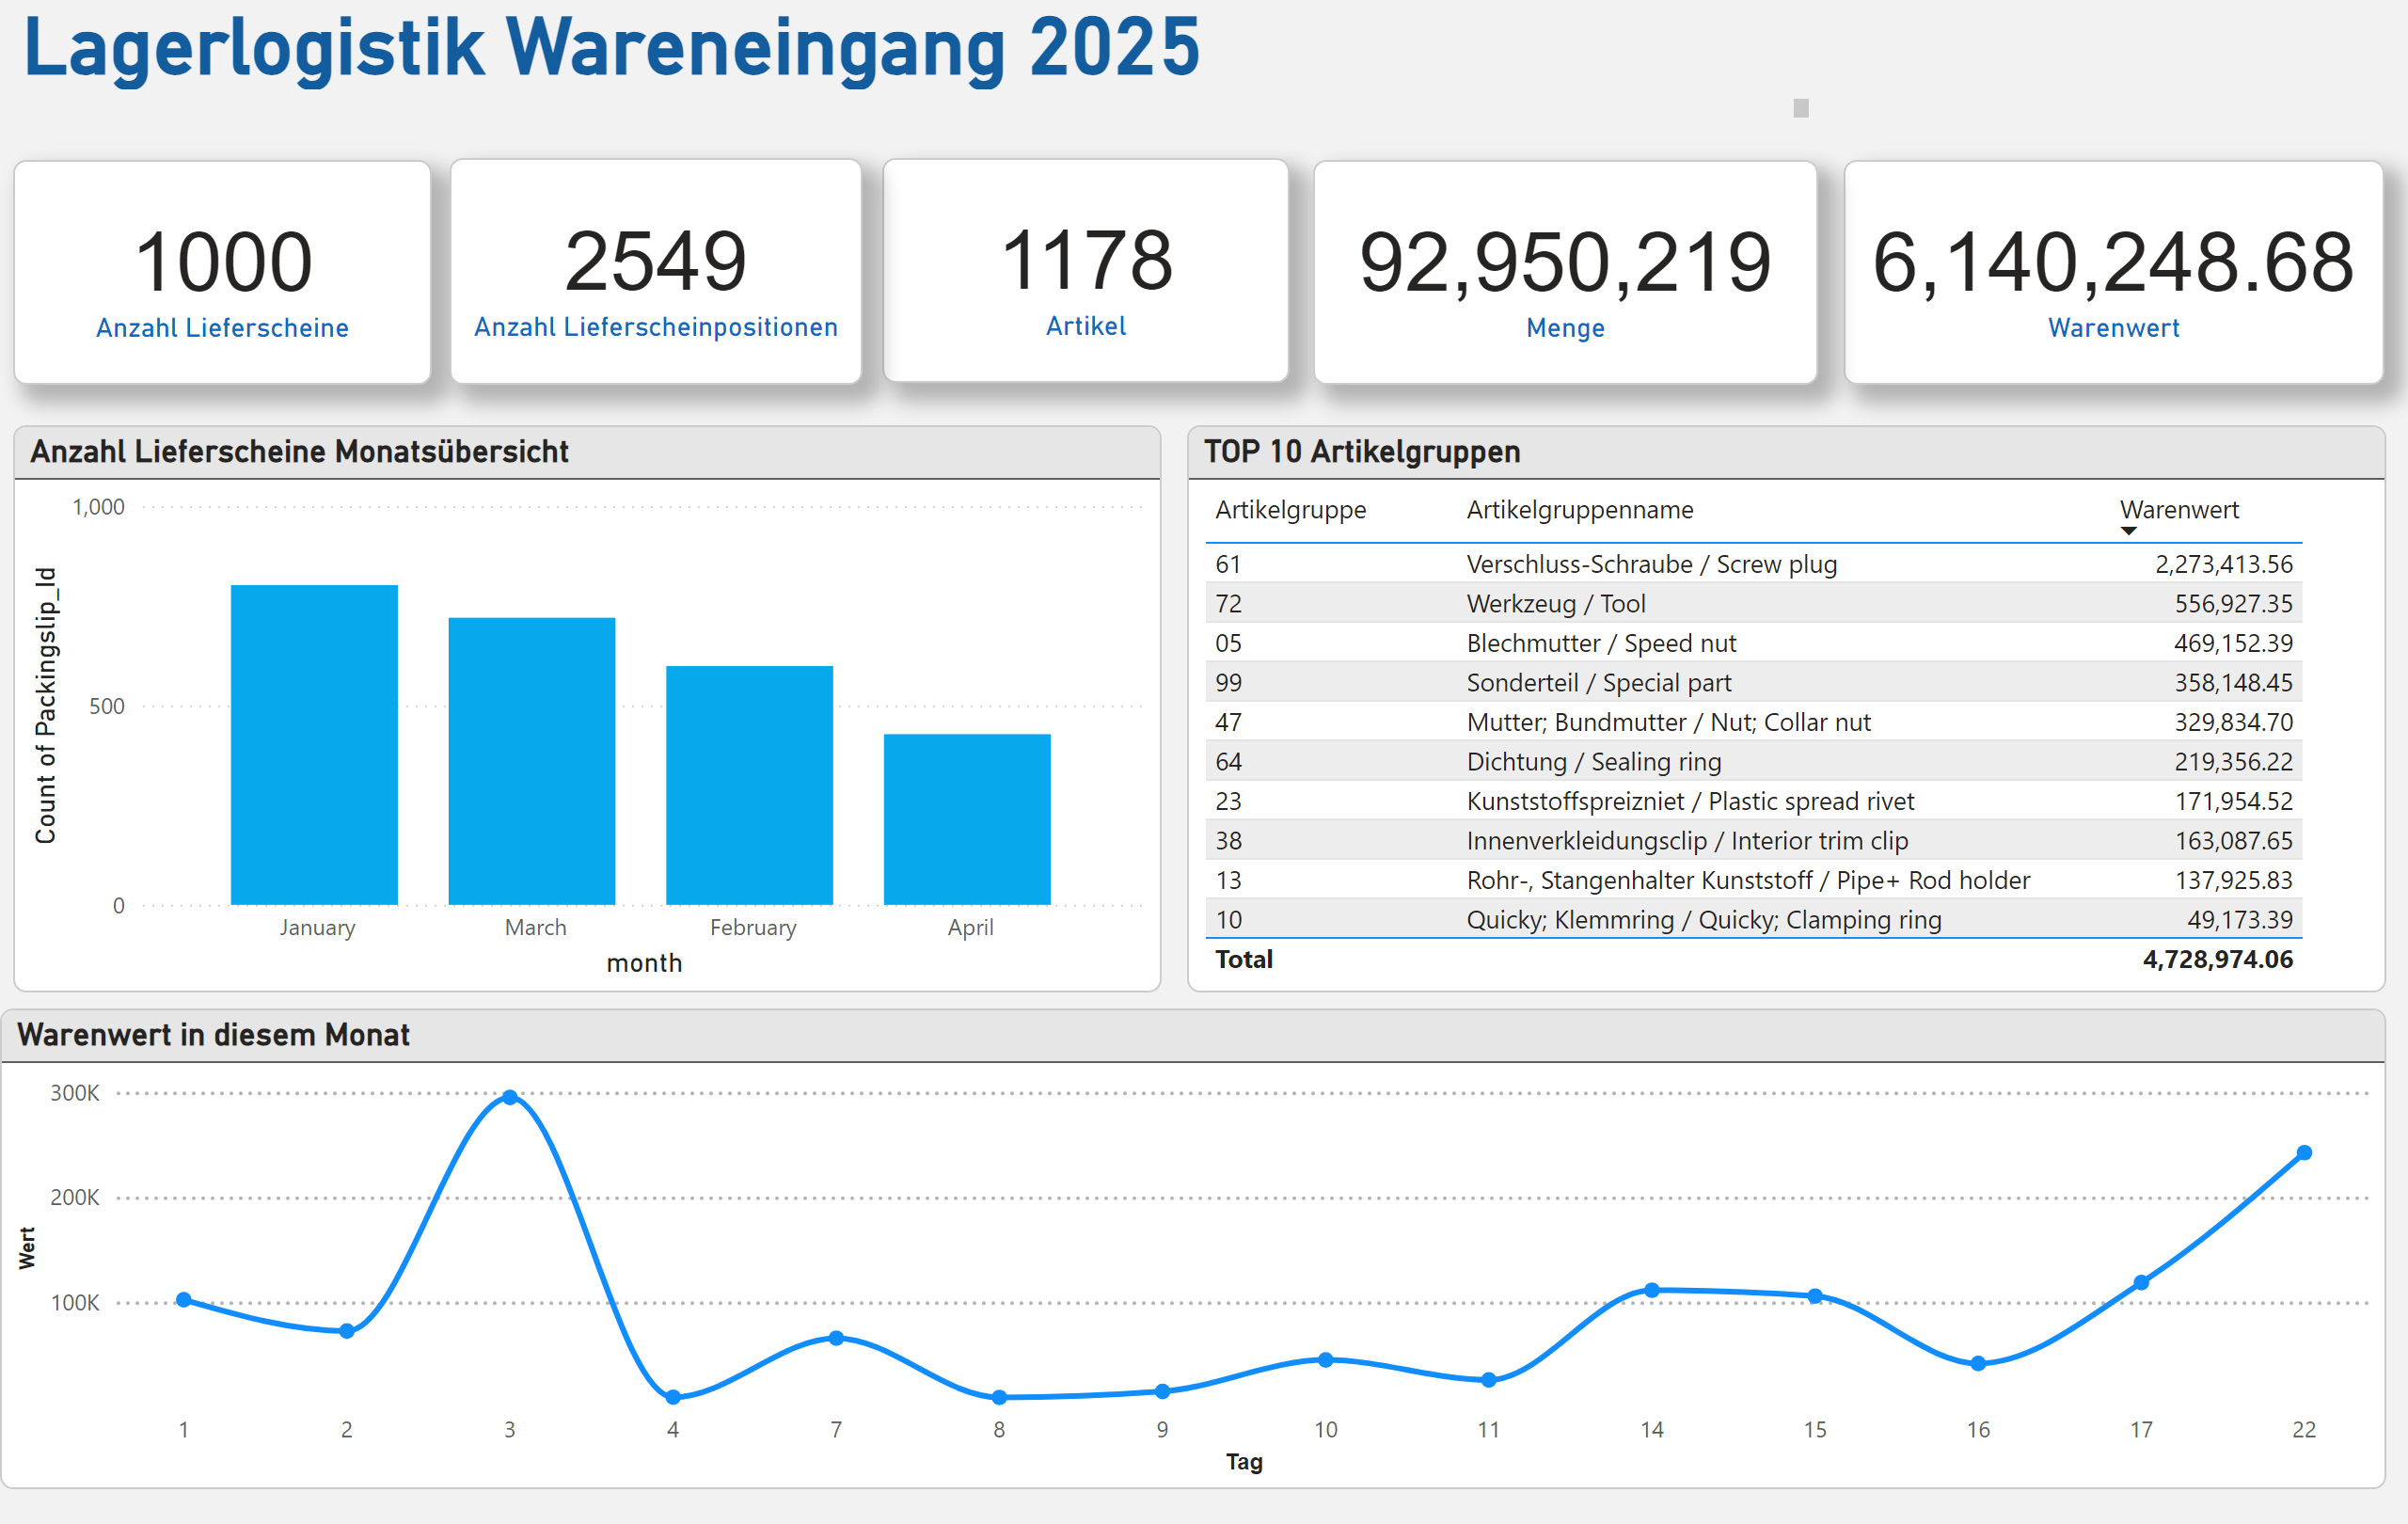 Lagerlogistik Wareneingang 2025
1000
Anzahl Lieferscheine
2549
Anzahl Lieferscheinpositionen
1178
Artikel
92,950,219
Menge
6,140,248.68
Warenwert
Anzahl Lieferscheine Monatsübersicht
Count of Packingslip_Id
1,000
500
0
January March February April
month
TOP 10 Artikelgruppen
Artikelgruppe Artikelgruppenname Warenwert
61 Verschluss-Schraube / Screw plug 2,273,413.56
72 Werkzeug / Tool 556,927.35
05 Blechmutter / Speed nut 469,152.39
99 Sonderteil / Special part 358,148.45
47 Mutter; Bundmutter / Nut; Collar nut 329,834.70
64 Dichtung / Sealing ring 219,356.22
23 Kunststoffspreizniet / Plastic spread rivet 171,954.52
38 Innenverkleidungsclip / Interior trim clip 163,087.65
13 Rohr-, Stangenhalter Kunststoff / Pipe+ Rod holder 137,925.83
10 Quicky; Klemmring / Quicky; Clamping ring 49,173.39
Total 4,728,974.06
Warenwert in diesem Monat
Wert
300K
200K
100K
1 2 3 4 7 8 9 10 11 14 15 16 17 22
Tag